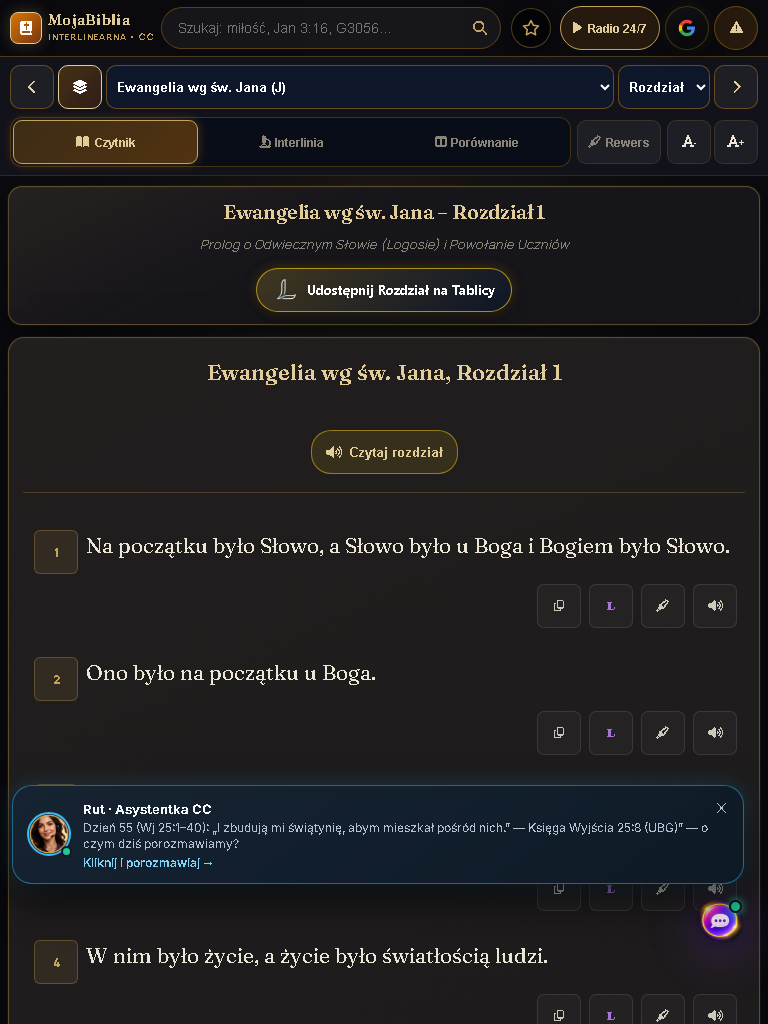 MojaBiblia
INTERLINEARNA • CC
Szukaj: miłość, Jan 3:16, G3056...
Radio 24/7
Ewangelia wg św. Jana (J)
Rozdział
Czytnik
Interlinia
Porównanie
Rewers
A-
A+
Ewangelia wg św. Jana – Rozdział 1
Prolog o Odwiecznym Słowie (Logosie) i Powołanie Uczniów
Udostępnij Rozdział na Tablicy
Ewangelia wg św. Jana, Rozdział 1
Czytaj rozdział
1 Na początku było Słowo, a Słowo było u Boga i Bogiem było Słowo.
L
2 Ono było na początku u Boga.
L
Rut · Asystentka CC
Dzień 55 (Wj 25:1–40): „I zbudują mi świątynię, abym mieszkał pośród nich.” — Księga Wyjścia 25:8 (UBG)” — o
czym dziś porozmawiamy?
Kliknij i porozmawiaj →
L
4 W nim było życie, a życie było światłością ludzi.
L